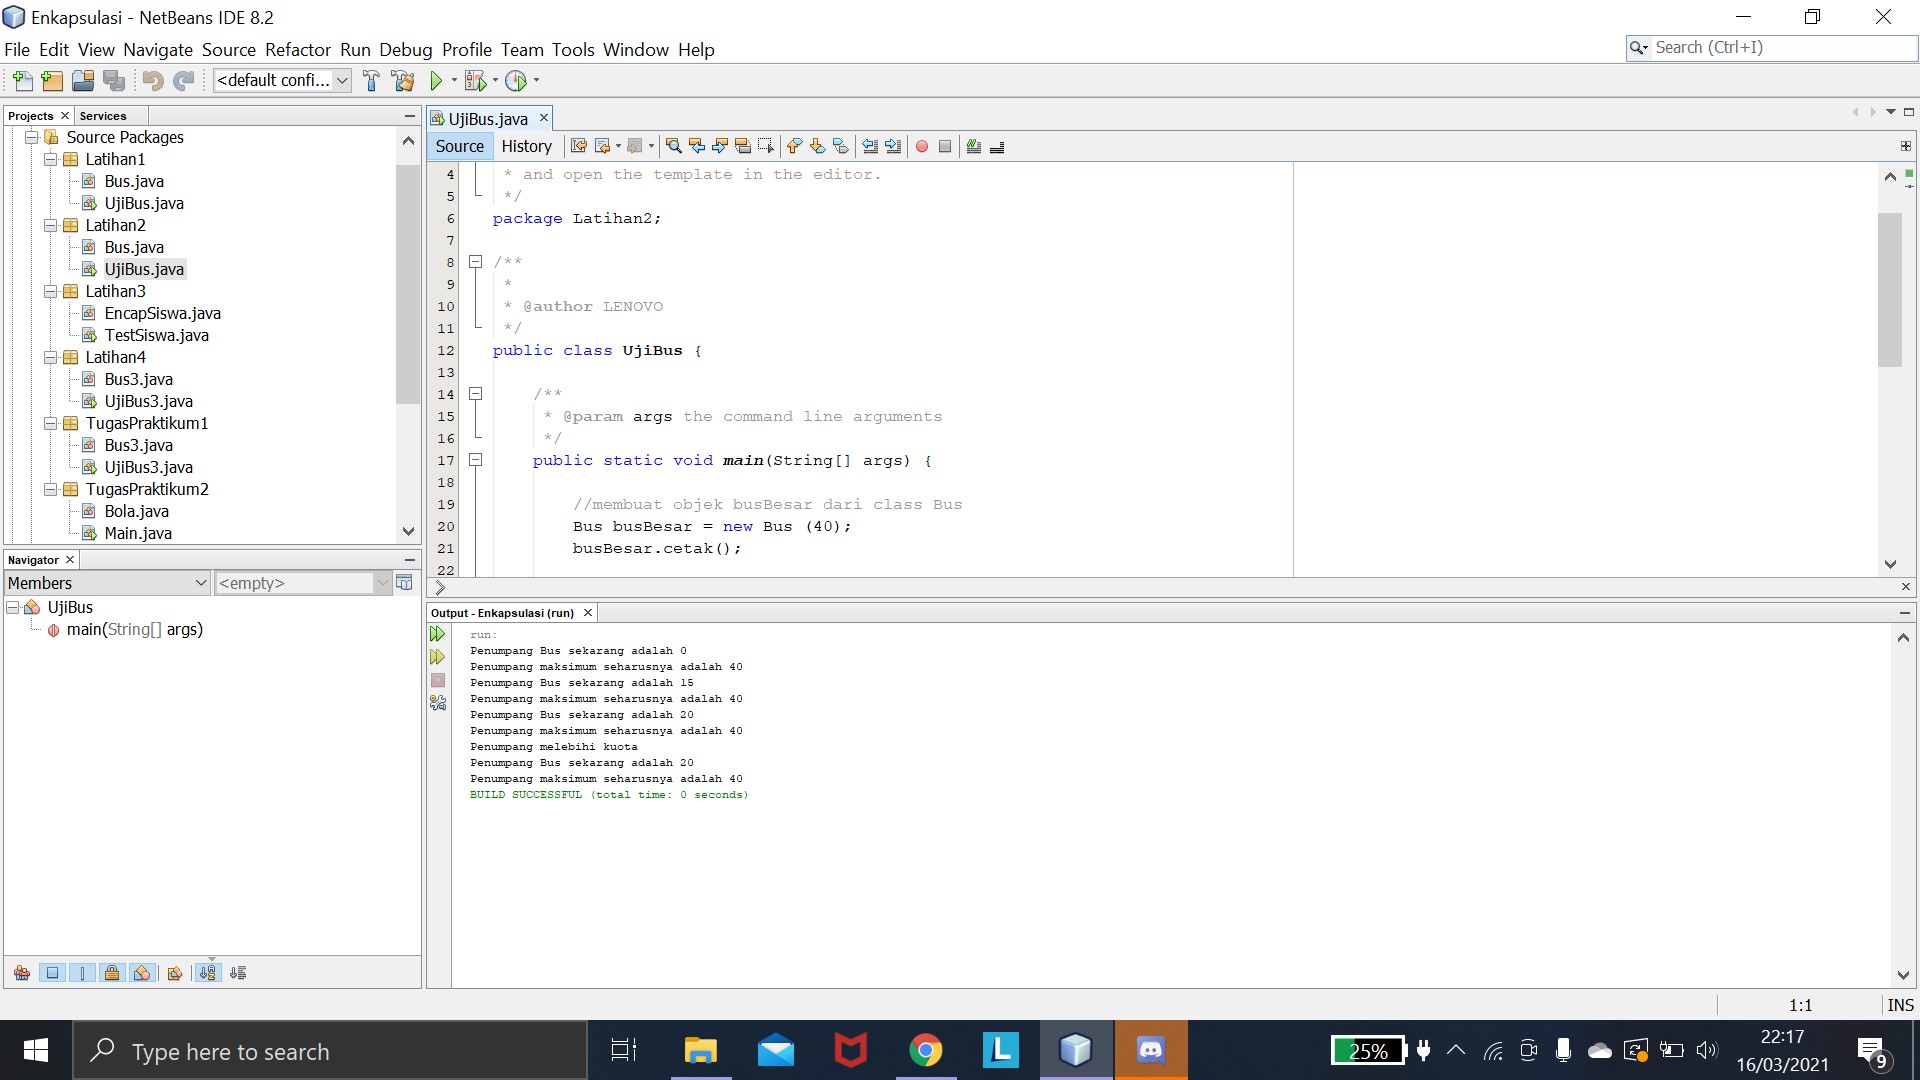 Enkapsulasi - NetBeans IDE 8.2
File Edit View Navigate Source Refactor Run Debug Profile Team Tools Window Help
Search (Ctrl+I)
<default confi...
Projects
Services
Source Packages
Latihan1
Bus.java
UjiBus.java
Latihan2
Bus.java
UjiBus.java
Latihan3
EncapSiswa.java
TestSiswa.java
Latihan4
Bus3.java
UjiBus3.java
TugasPraktikum1
Bus3.java
UjiBus3.java
TugasPraktikum2
Bola.java
Main.java
Navigator
Members
<empty>
UjiBus
main(String[] args)
UjiBus.java
Source History
4 * and open the template in the editor.
5 */
6 package Latihan2;
7
8 /**
9 *
10 * @author LENOVO
11 */
12 public class UjiBus {
13
14 /**
15 * @param args the command line arguments
16 */
17 public static void main(String[] args) {
18
19 //membuat objek busBesar dari class Bus
20 Bus busBesar = new Bus (40);
21 busBesar.cetak();
22
Output - Enkapsulasi (run)
run:
Penumpang Bus sekarang adalah 0
Penumpang maksimum seharusnya adalah 40
Penumpang Bus sekarang adalah 15
Penumpang maksimum seharusnya adalah 40
Penumpang Bus sekarang adalah 20
Penumpang maksimum seharusnya adalah 40
Penumpang melebihi kuota
Penumpang Bus sekarang adalah 20
Penumpang maksimum seharusnya adalah 40
BUILD SUCCESSFUL (total time: 0 seconds)
1:1 INS
Type here to search
L
25%
22:17
16/03/2021
9